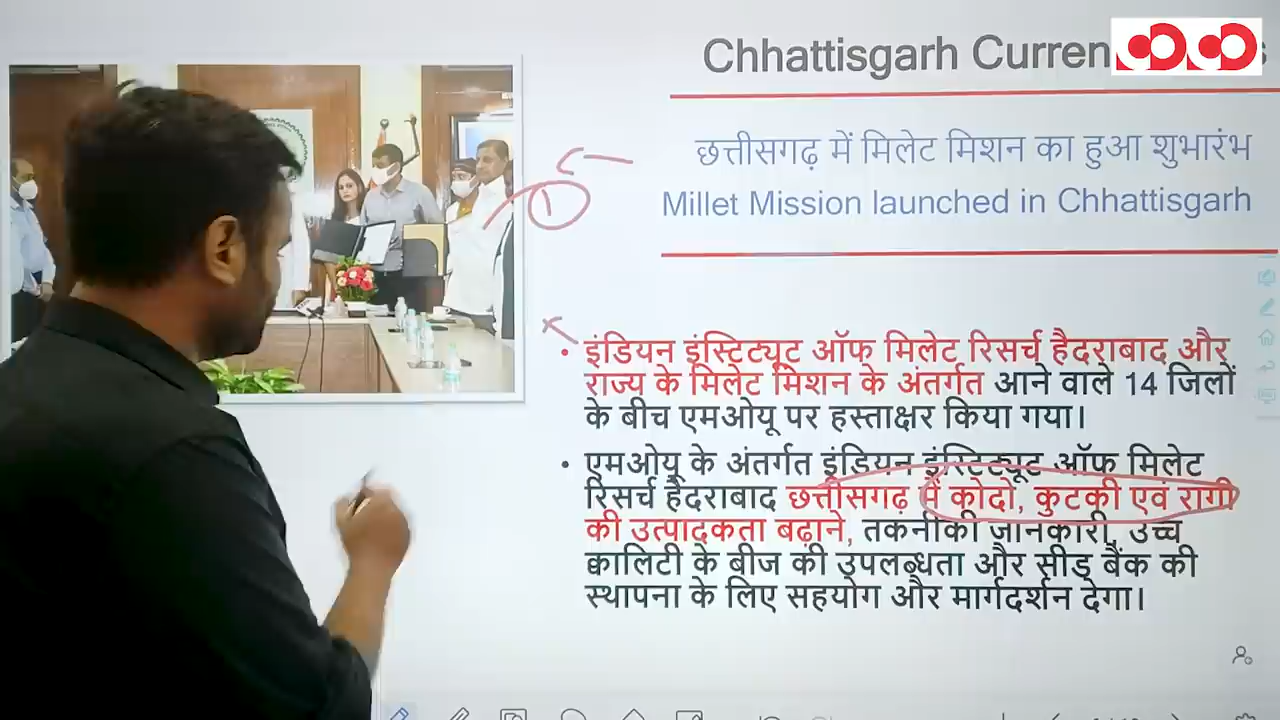 Chhattisgarh Curren
छत्तीसगढ़ में मिलेट मिशन का हुआ शुभारंभ
Millet Mission launched in Chhattisgarh
• इंडियन इंस्टिट्यूट ऑफ मिलेट रिसर्च हैदराबाद और
राज्य के मिलेट मिशन के अंतर्गत आने वाले 14 जिलों
के बीच एमओयू पर हस्ताक्षर किया गया।
• एमओयू के अंतर्गत इंडियन इंस्टिट्यूट ऑफ मिलेट
रिसर्च हैदराबाद छत्तीसगढ़ में कोदो, कुटकी एवं रागी
की उत्पादकता बढ़ाने, तकनीकी जानकारी, उच्च
क्वालिटी के बीज की उपलब्धता और सीड बैंक की
स्थापना के लिए सहयोग और मार्गदर्शन देगा।